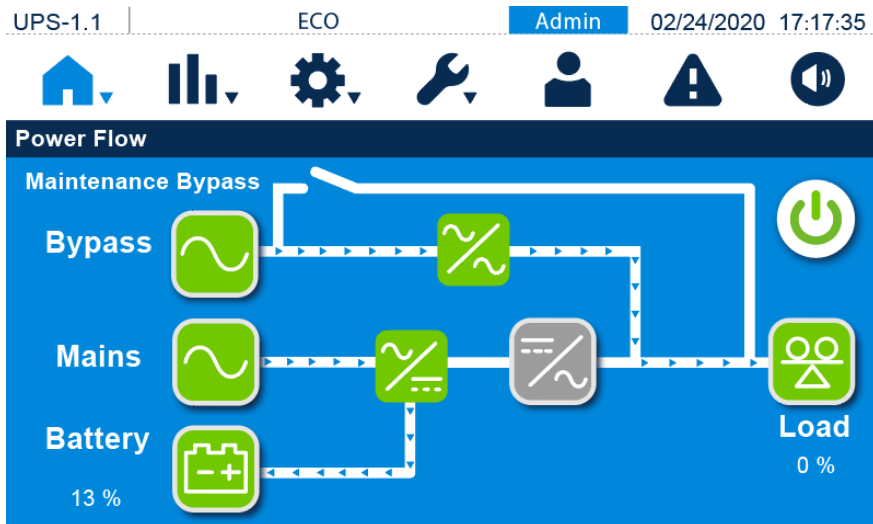 UPS-1.1 ECO Admin 02/24/2020 17:17:35
Power Flow
Maintenance Bypass
Bypass
Mains
Battery
13 %
Load
0 %